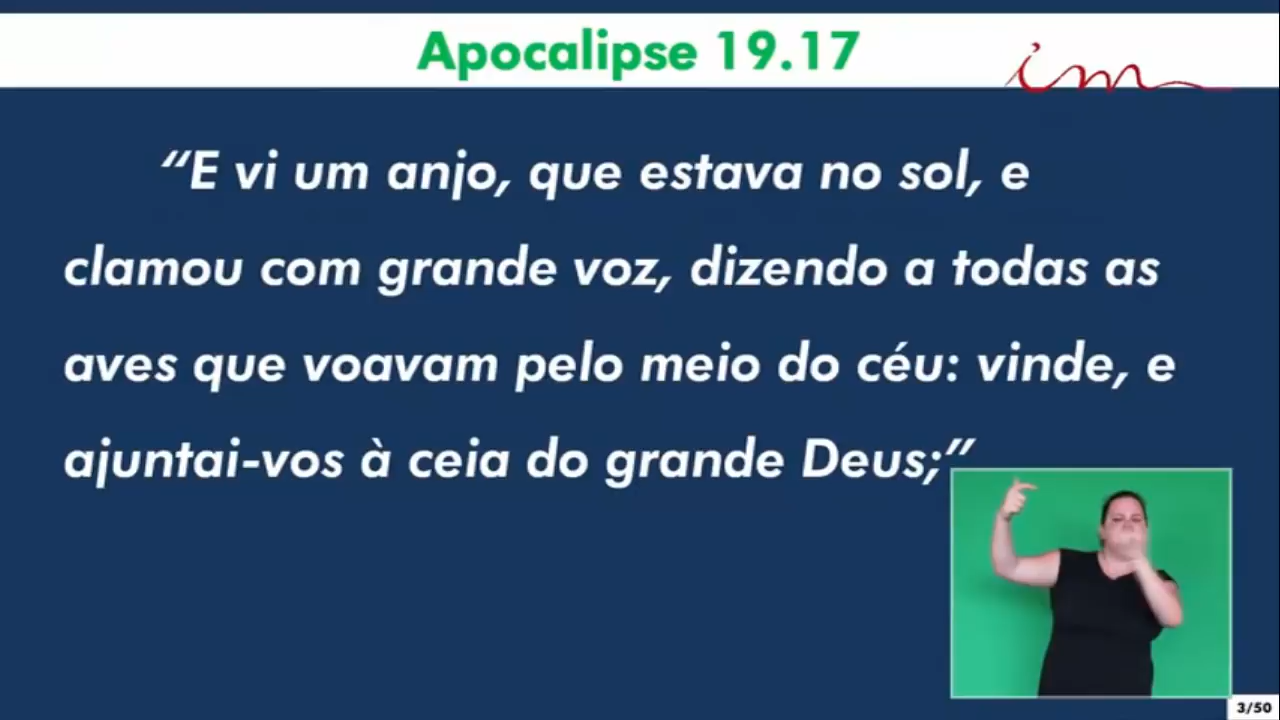 Apocalipse 19.17
im
“E vi um anjo, que estava no sol, e
clamou com grande voz, dizendo a todas as
aves que voavam pelo meio do céu: vinde, e
ajuntai-vos à ceia do grande Deus;”
3/50